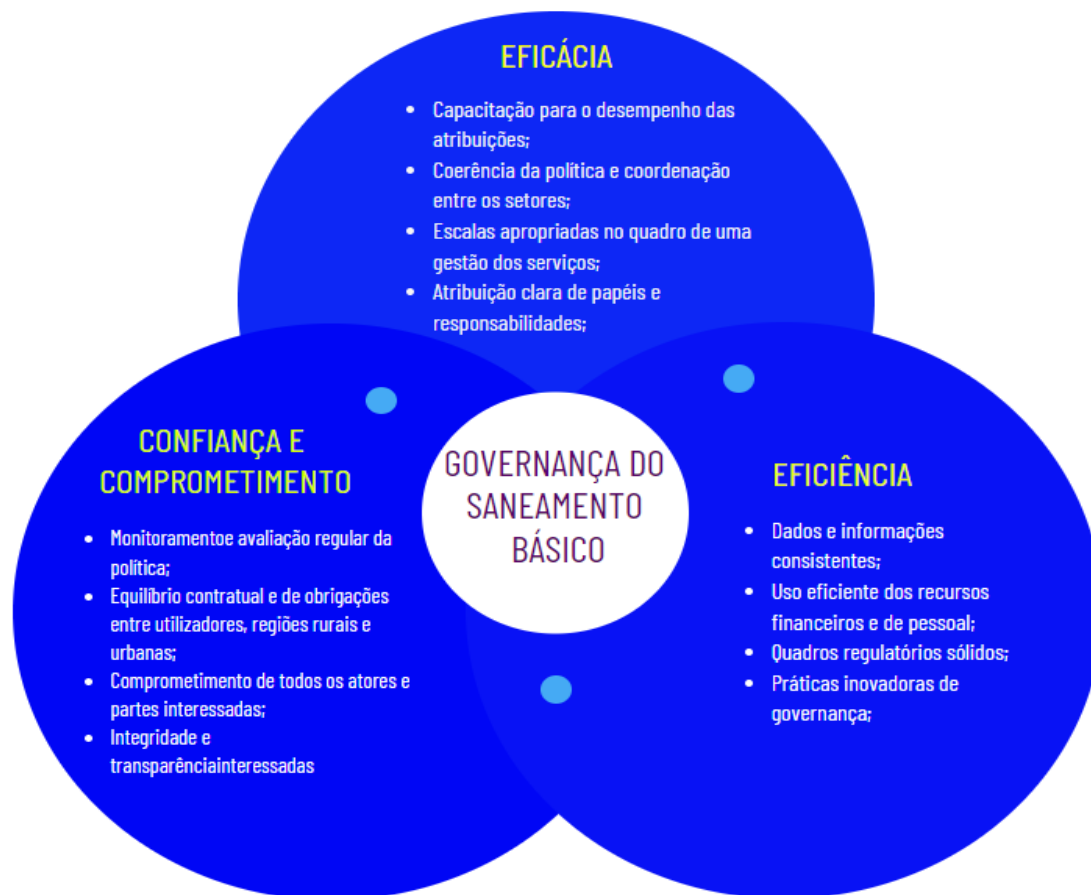 EFICÁCIA
• Capacitação para o desempenho das
atribuições;
• Coerência da política e coordenação
entre os setores;
• Escalas apropriadas no quadro de uma
gestão dos serviços;
• Atribuição clara de papéis e
responsabilidades;
CONFIANÇA E
COMPROMETIMENTO
• Monitoramentoe avaliação regular da
política;
• Equilíbrio contratual e de obrigações
entre utilizadores, regiões rurais e
urbanas;
• Comprometimento de todos os atores e
partes interessadas;
• Integridade e
transparênciainteressadas
GOVERNANÇA DO
SANEAMENTO
BÁSICO
EFICIÊNCIA
• Dados e informações
consistentes;
• Uso eficiente dos recursos
financeiros e de pessoal;
• Quadros regulatórios sólidos;
• Práticas inovadoras de
governança;